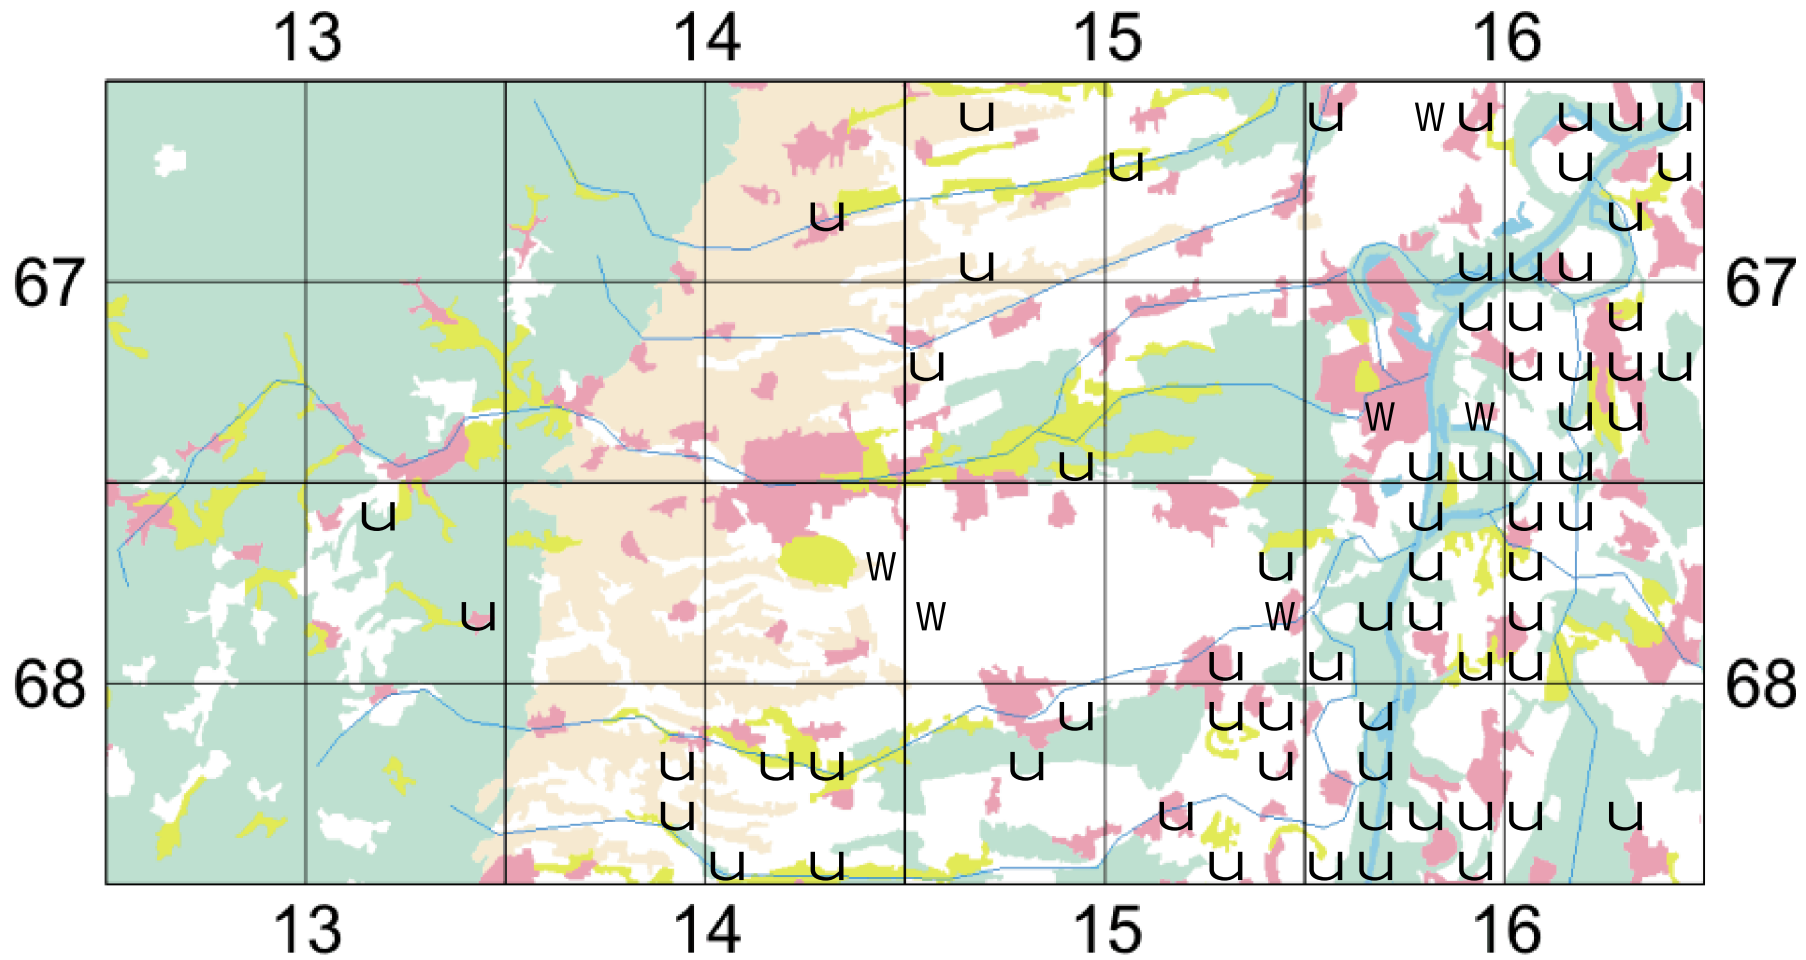 13 14 15 16
u u w u u u u
u u u
u u
67 u u u u 67
u u u
u u u u u
w w u u
u u u u u
u u u u
w u u u
u w w u u u
u u u u
68 68
u u u u
u u u u u u
u u u u u u u
u u u u u u
13 14 15 16